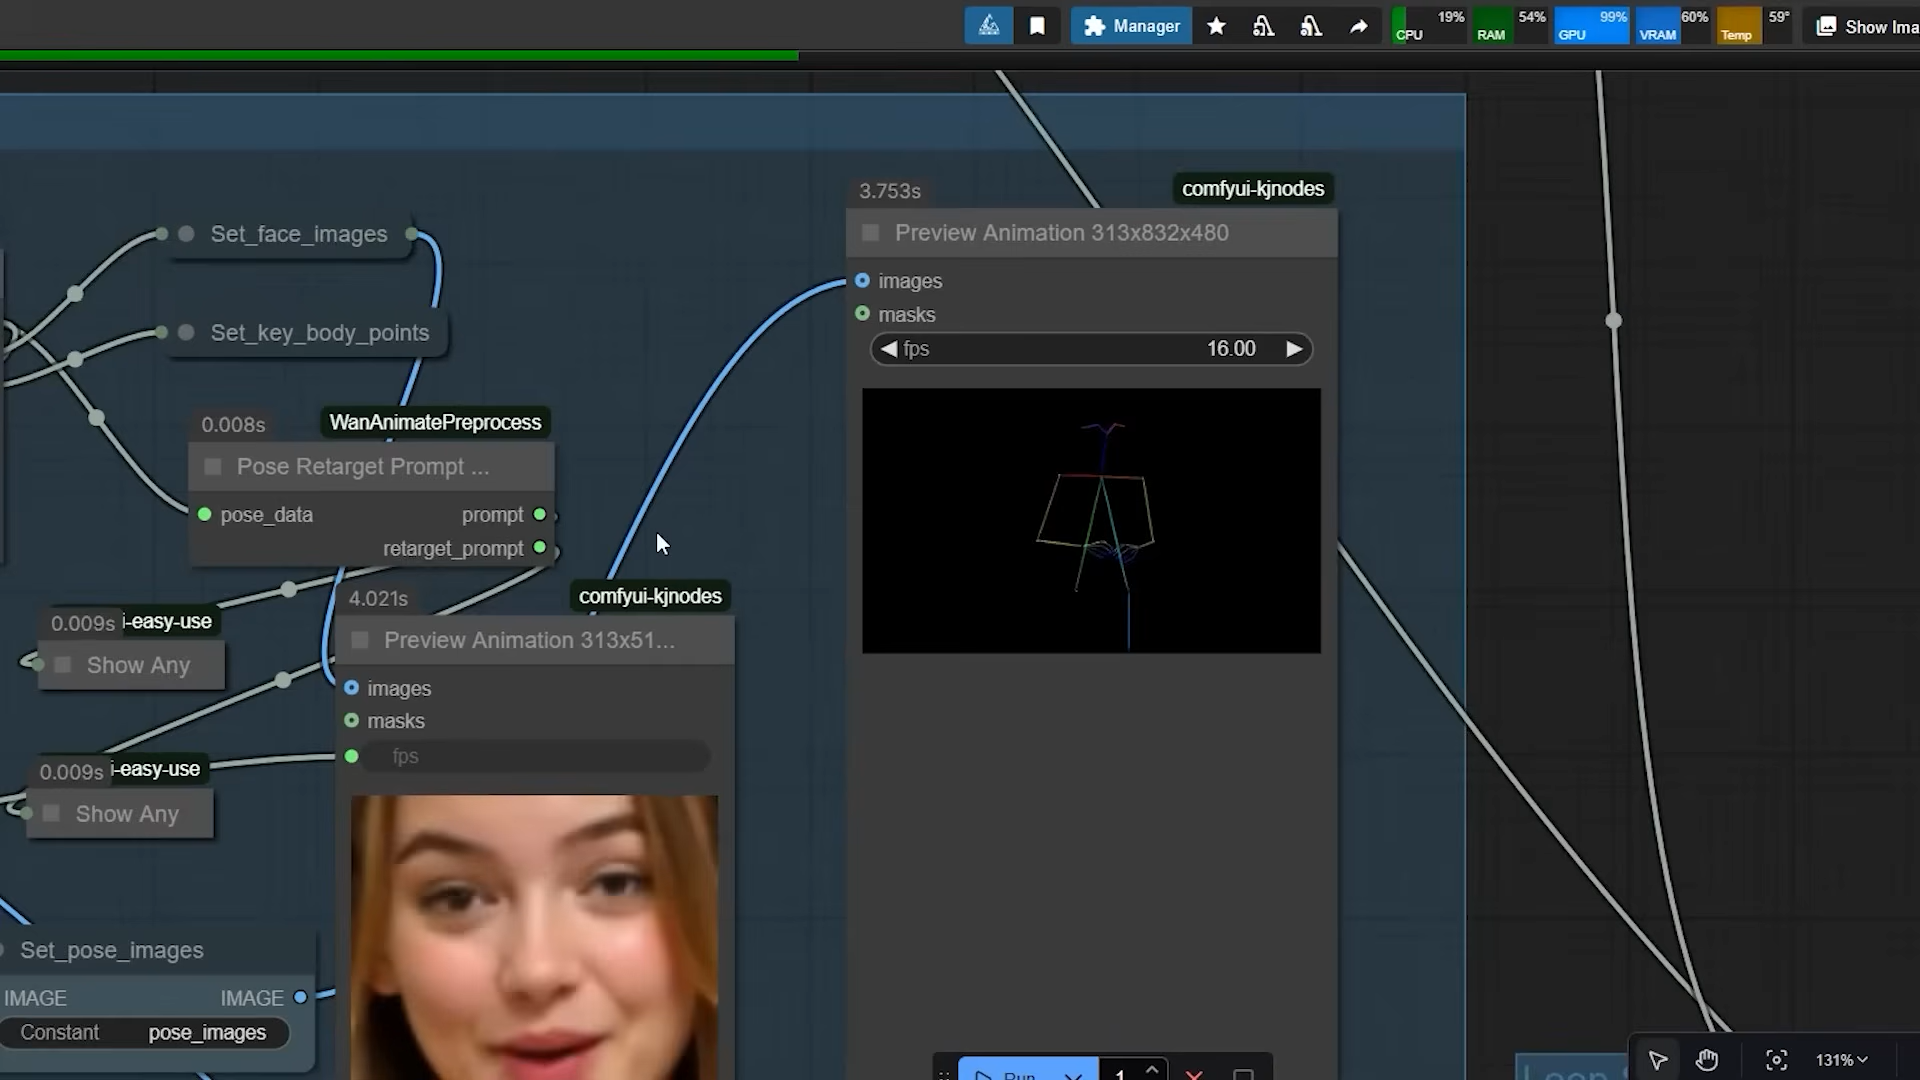 Manager
19%
CPU
54%
RAM
99%
GPU
60%
VRAM
59°
Temp
Show Ima
3.753s
comfyui-kjnodes
Preview Animation 313x832x480
images
masks
fps 16.00
Set_face_images
Set_key_body_points
0.008s
WanAnimatePreprocess
Pose Retarget Prompt ...
pose_data prompt
retarget_prompt
4.021s
comfyui-kjnodes
Preview Animation 313x51...
images
masks
fps
0.009s i-easy-use
Show Any
0.009s i-easy-use
Show Any
Set_pose_images
IMAGE IMAGE
Constant pose_images
Run 1
131%